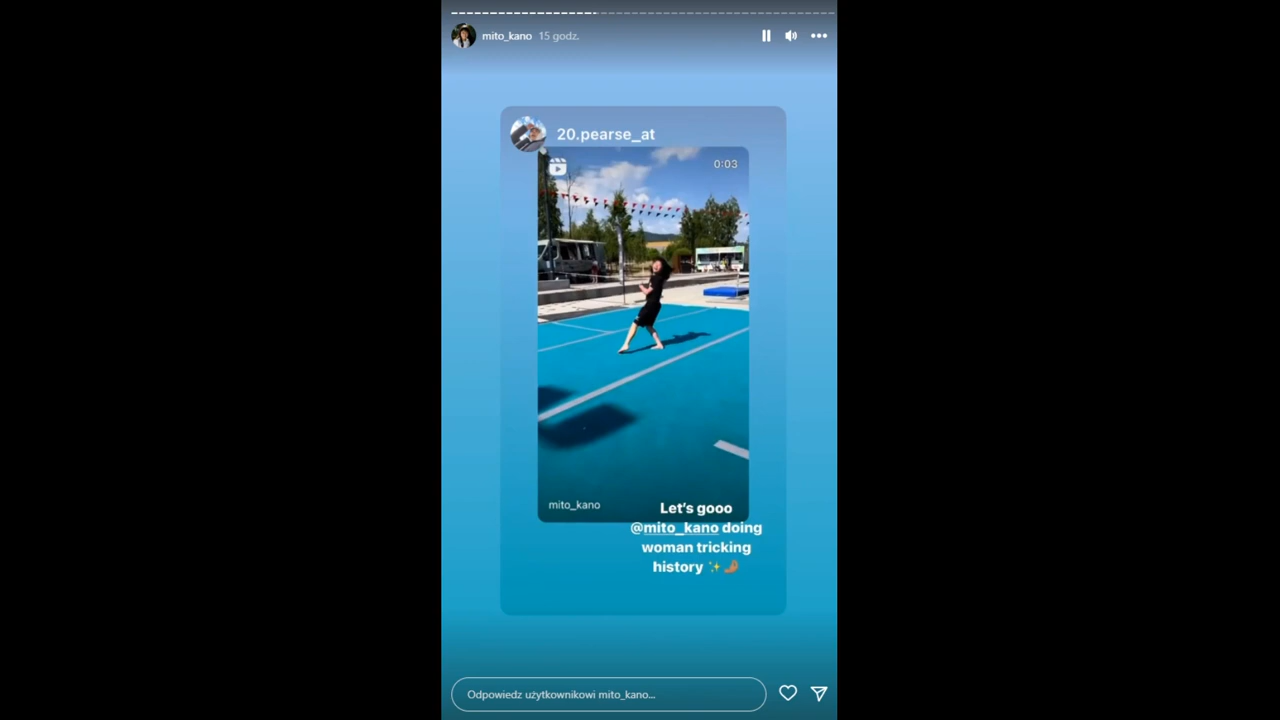 mito_kano 15 godz.
20.pearse_at
0:03
mito_kano
Let's gooo
@mito_kano doing
woman tricking
history ✨🤌🏽
Odpowiedz użytkownikowi mito_kano...